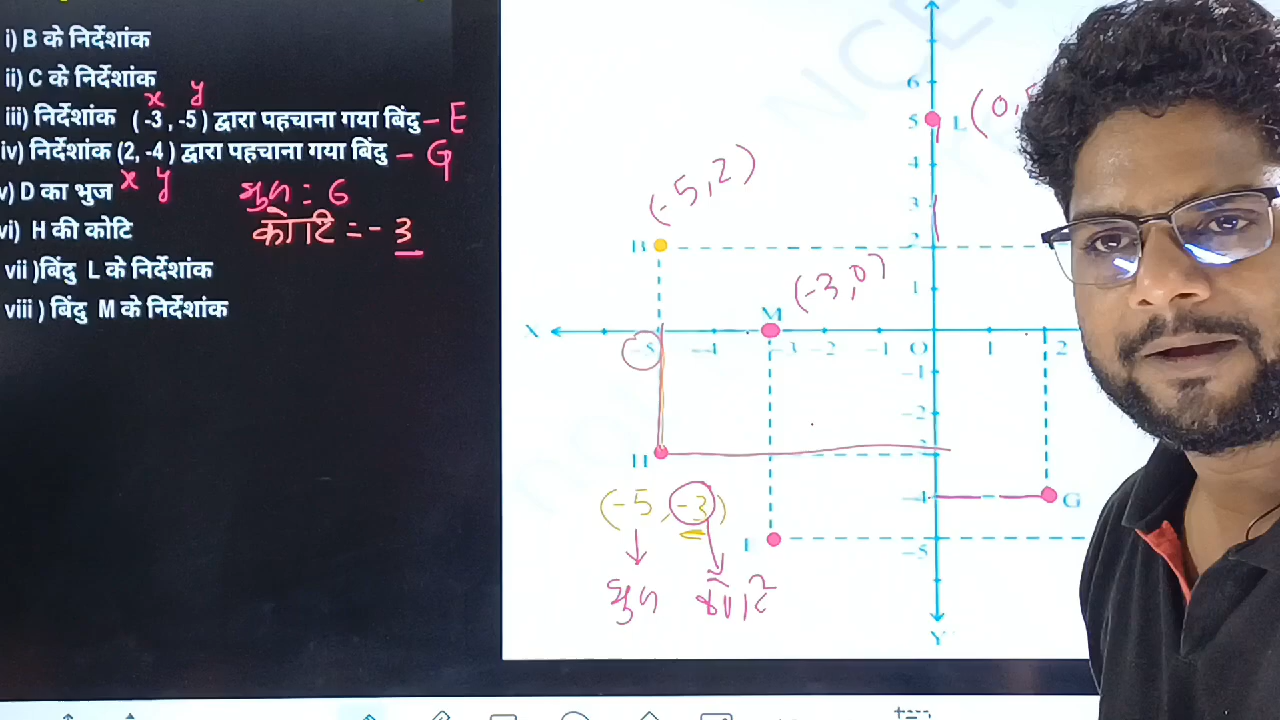 i) B के निर्देशांक
ii) C के निर्देशांक
x y
iii) निर्देशांक (-3, -5) द्वारा पहचाना गया बिंदु - E
iv) निर्देशांक (2, -4) द्वारा पहचाना गया बिंदु - G
x y
v) D का भुज भुज = 6
vi) H की कोटि कोटि = - 3
vii )बिंदु L के निर्देशांक
viii ) बिंदु M के निर्देशांक
6
5 L (0,
4
(-5,2)
3
B 2
(-3,0)
1
M
X -5 -4 -3 -2 -1 O 1 2
-1
-2
H
(-5, -3)
-4 G
-5
भुज कोटि
Y'